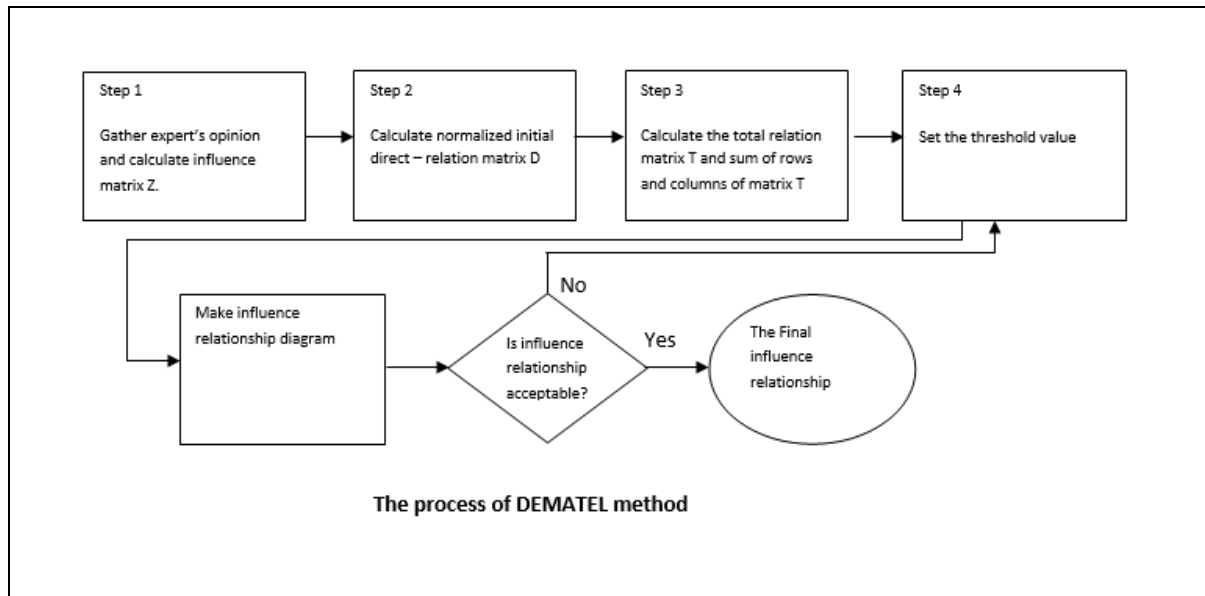 Step 1
Gather expert's opinion
and calculate influence
matrix Z.
Step 2
Calculate normalized initial
direct – relation matrix D
Step 3
Calculate the total relation
matrix T and sum of rows
and columns of matrix T
Step 4
Set the threshold value
Make influence
relationship diagram
No
Is influence
relationship
acceptable?
Yes
The Final
influence
relationship
The process of DEMATEL method